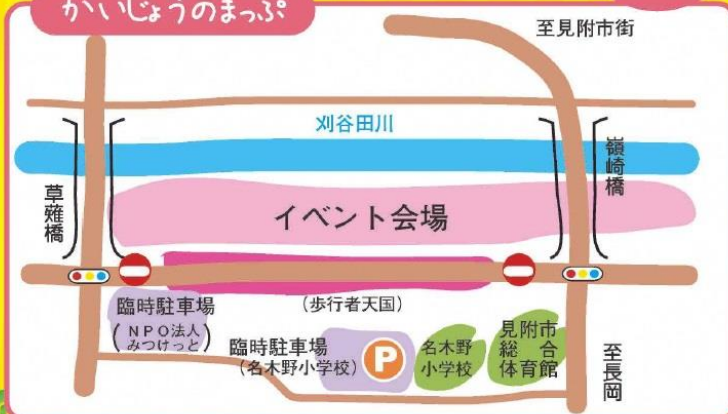 かいじょうのまっぷ
至見附市街
刈谷田川
草薙橋
嶺崎橋
イベント会場
臨時駐車場
(NPO法人
みつけっと)
(歩行者天国)
臨時駐車場
(名木野小学校)
P
名木野
小学校
見附市
総合
体育館
至長岡